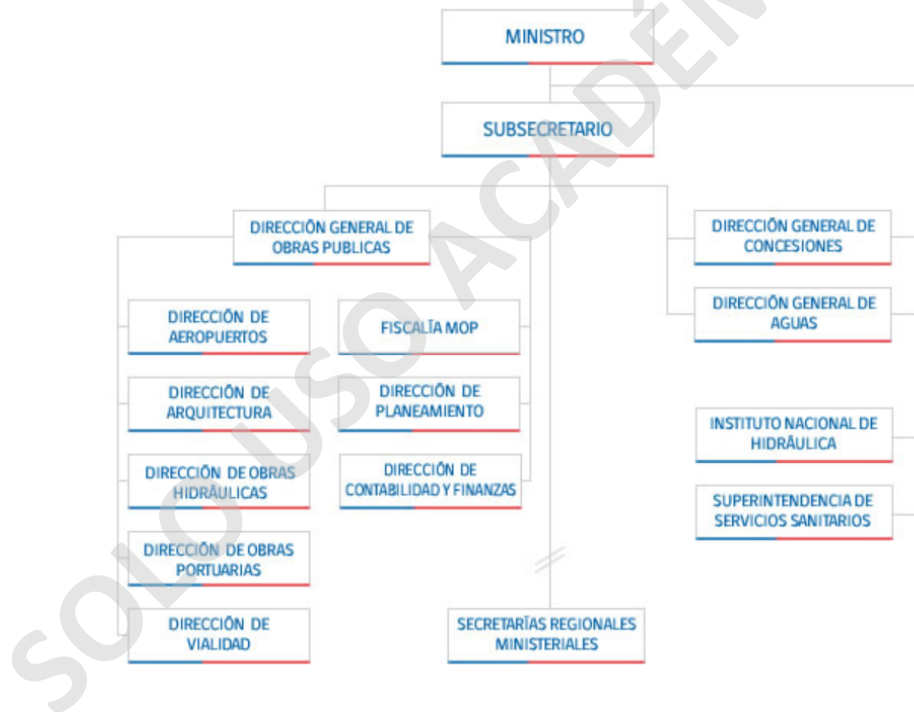 MINISTRO
SUBSECRETARIO
DIRECCIÓN GENERAL DE
OBRAS PUBLICAS
DIRECCIÓN GENERAL DE
CONCESIONES
DIRECCIÓN GENERAL DE
AGUAS
DIRECCIÓN DE
AEROPUERTOS
FISCALÍA MOP
DIRECCIÓN DE
ARQUITECTURA
DIRECCIÓN DE
PLANEAMIENTO
INSTITUTO NACIONAL DE
HIDRÁULICA
DIRECCIÓN DE OBRAS
HIDRÁULICAS
DIRECCIÓN DE
CONTABILIDAD Y FINANZAS
SUPERINTENDENCIA DE
SERVICIOS SANITARIOS
DIRECCIÓN DE OBRAS
PORTUARIAS
DIRECCIÓN DE
VIALIDAD
SECRETARÍAS REGIONALES
MINISTERIALES
SOLO USO ACADÉM